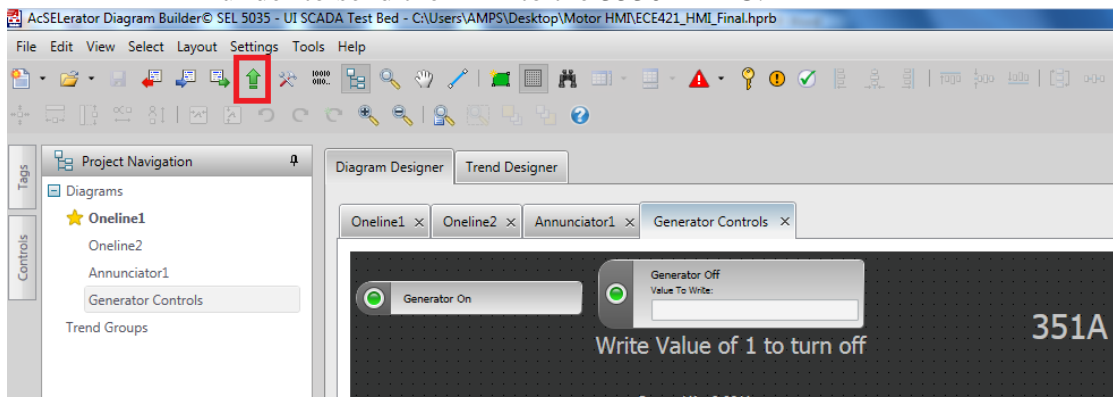 AcSELerator Diagram Builder© SEL 5035 - UI SCADA Test Bed - C:\Users\AMPS\Desktop\Motor HMI\ECE421_HMI_Final.hprb
File Edit View Select Layout Settings Tools Help
Tags
Controls
Project Navigation
Diagrams
Oneline1
Oneline2
Annunciator1
Generator Controls
Trend Groups
Diagram Designer Trend Designer
Oneline1 × Oneline2 × Annunciator1 × Generator Controls ×
Generator On
Generator Off
Value To Write:
Write Value of 1 to turn off
351A